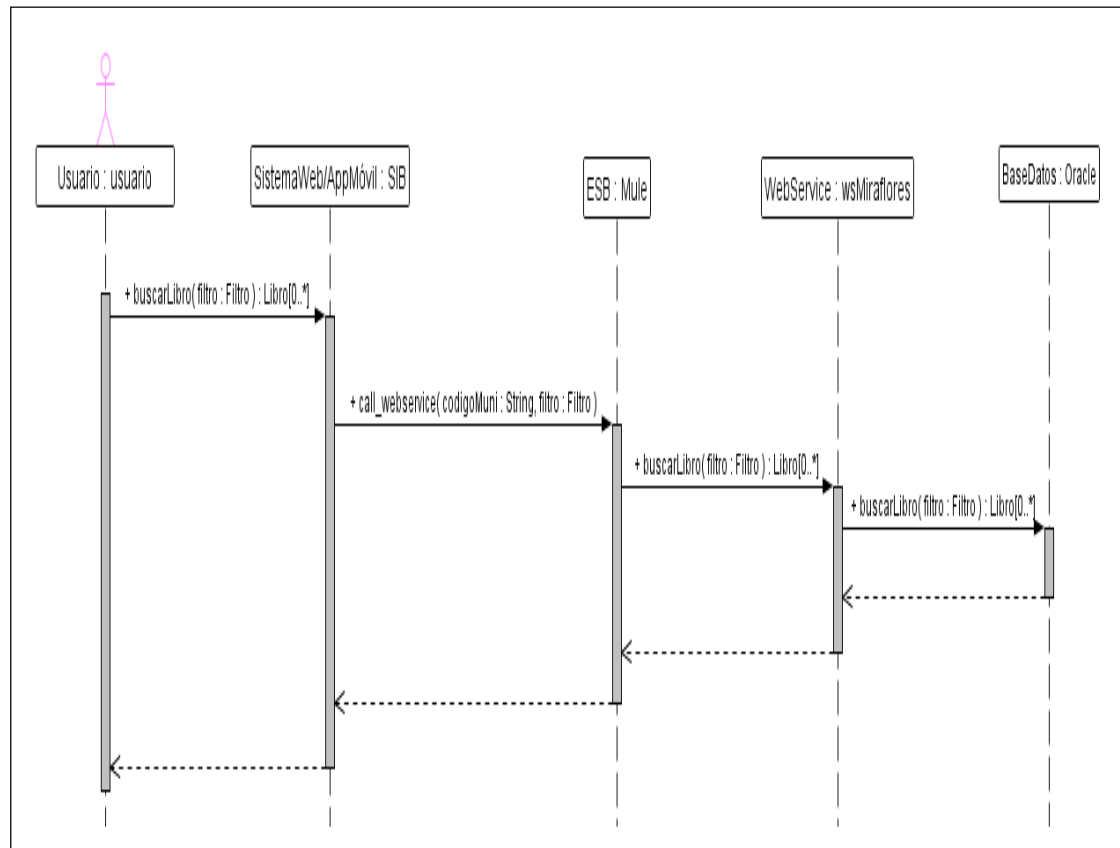 Usuario : usuario
SistemaWeb/AppMóvil : SIB
ESB : Mule
WebService : wsMiraflores
BaseDatos : Oracle
+ buscarLibro( filtro : Filtro ) : Libro[0..*]
+ call_webservice( codigoMuni : String, filtro : Filtro )
+ buscarLibro( filtro : Filtro ) : Libro[0..*]
+ buscarLibro( filtro : Filtro ) : Libro[0..*]